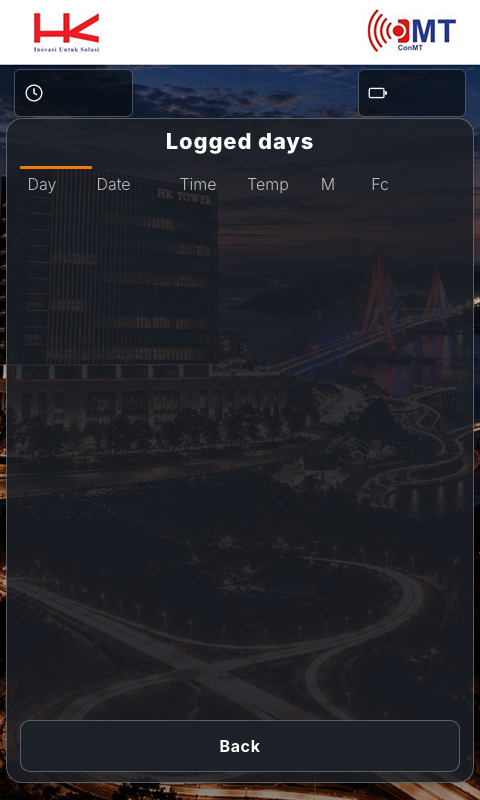 HK
Inovasi Untuk Solusi
MT
ConMT
Logged days
Day Date Time Temp M Fc
HK TOWER
Back